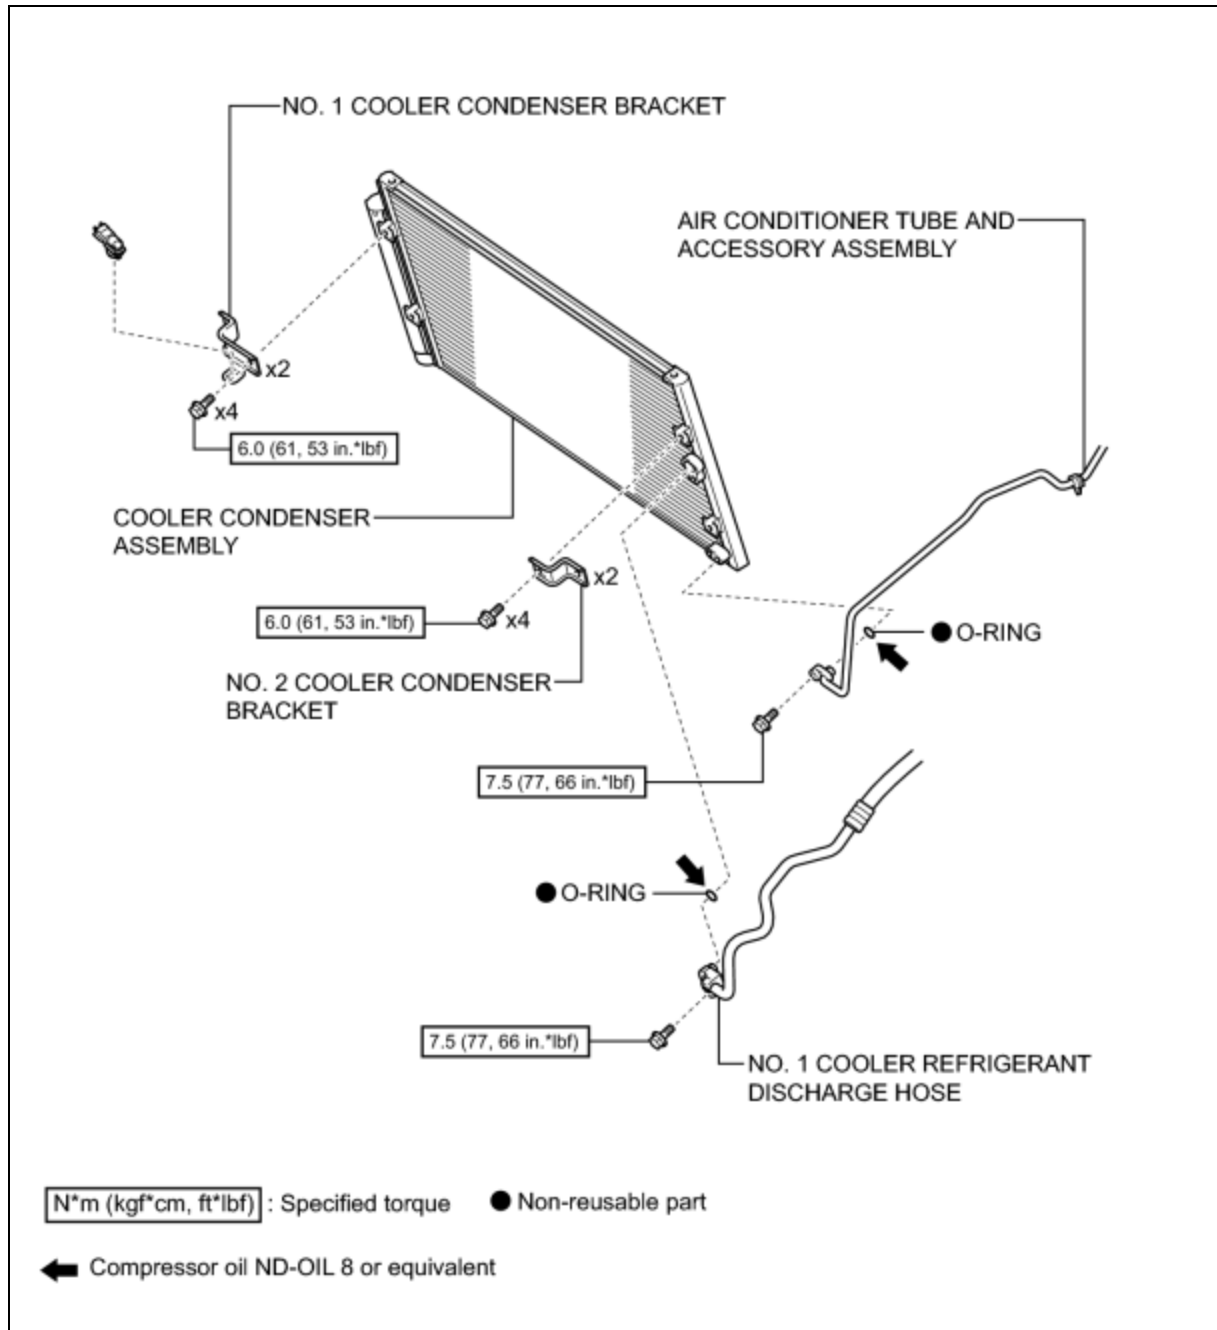 NO. 1 COOLER CONDENSER BRACKET
AIR CONDITIONER TUBE AND
ACCESSORY ASSEMBLY
x2
x4
6.0 (61, 53 in.*lbf)
COOLER CONDENSER
ASSEMBLY
x2
6.0 (61, 53 in.*lbf)
x4
● O-RING
NO. 2 COOLER CONDENSER
BRACKET
7.5 (77, 66 in.*lbf)
● O-RING
7.5 (77, 66 in.*lbf)
NO. 1 COOLER REFRIGERANT
DISCHARGE HOSE
N*m (kgf*cm, ft*lbf) : Specified torque ● Non-reusable part
Compressor oil ND-OIL 8 or equivalent